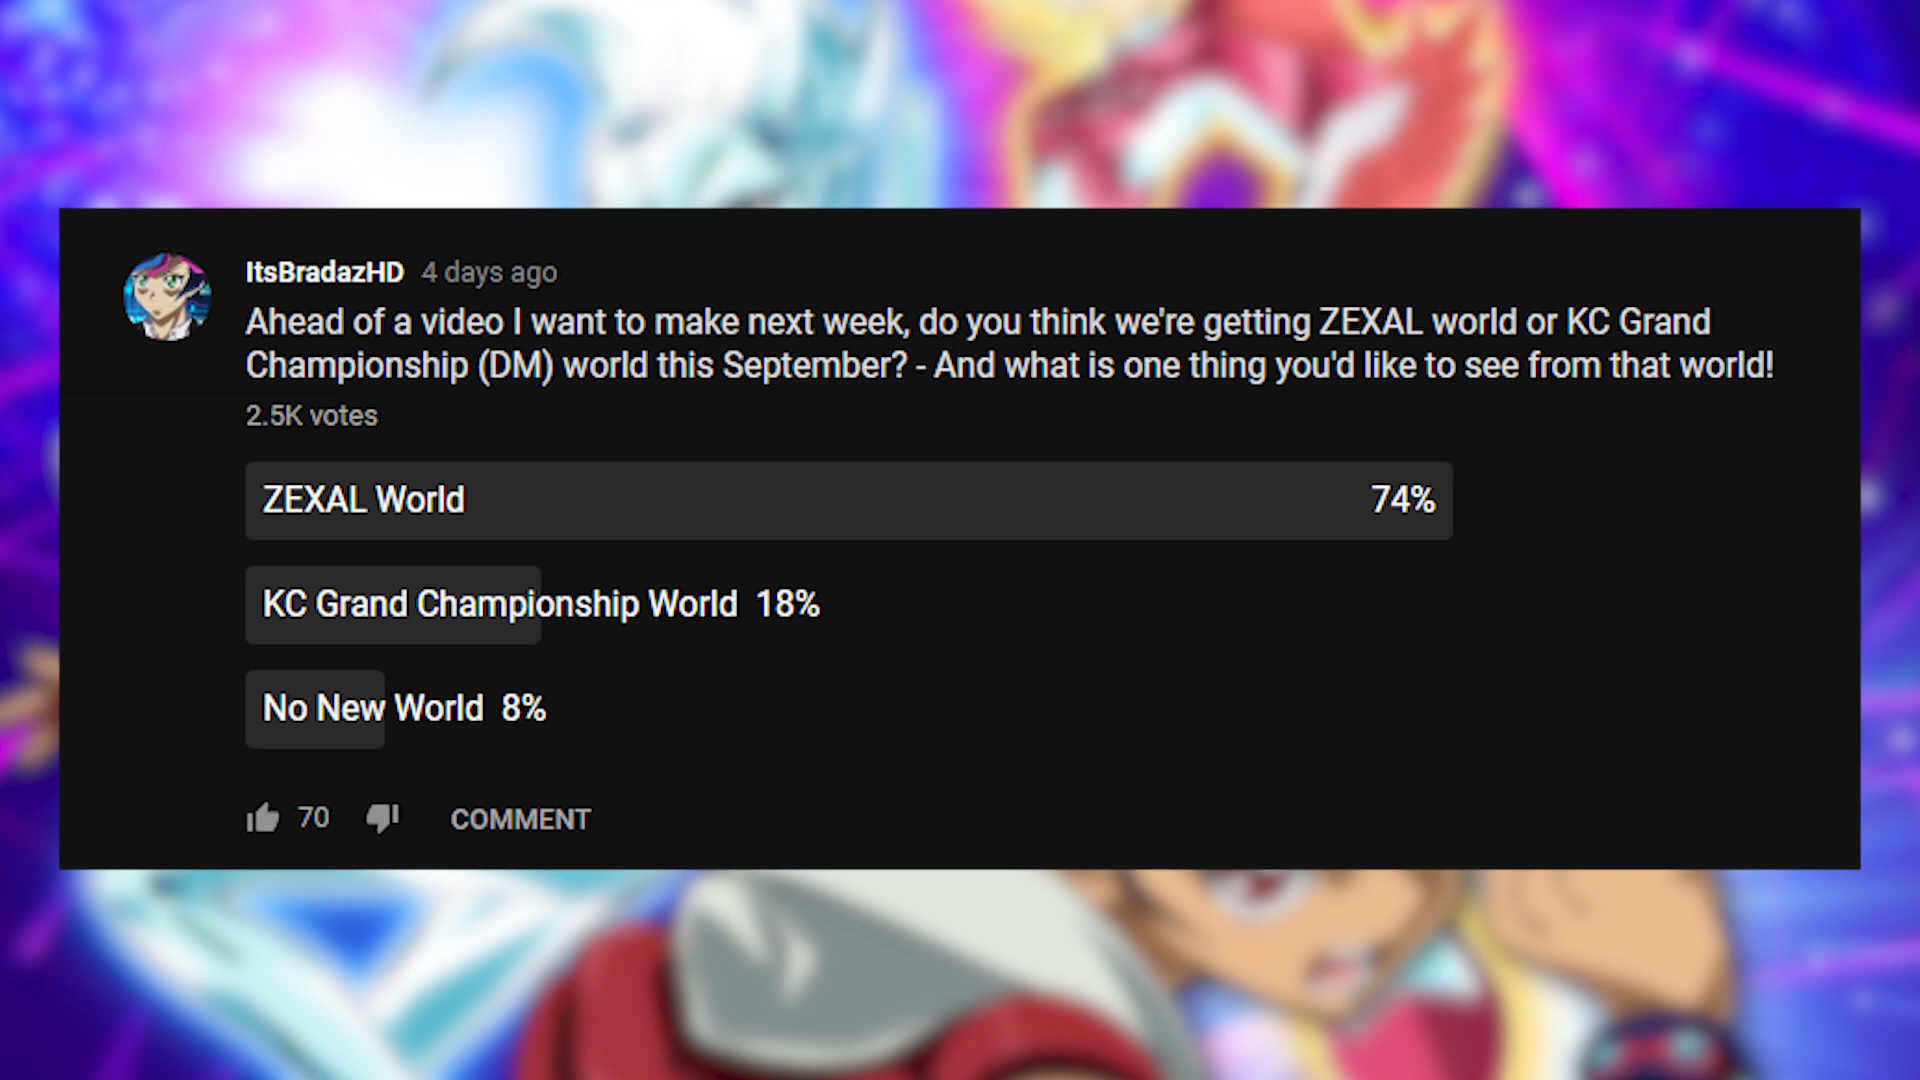 ItsBradazHD 4 days ago
Ahead of a video I want to make next week, do you think we're getting ZEXAL world or KC Grand
Championship (DM) world this September? - And what is one thing you'd like to see from that world!
2.5K votes
ZEXAL World 74%
KC Grand Championship World 18%
No New World 8%
70 COMMENT